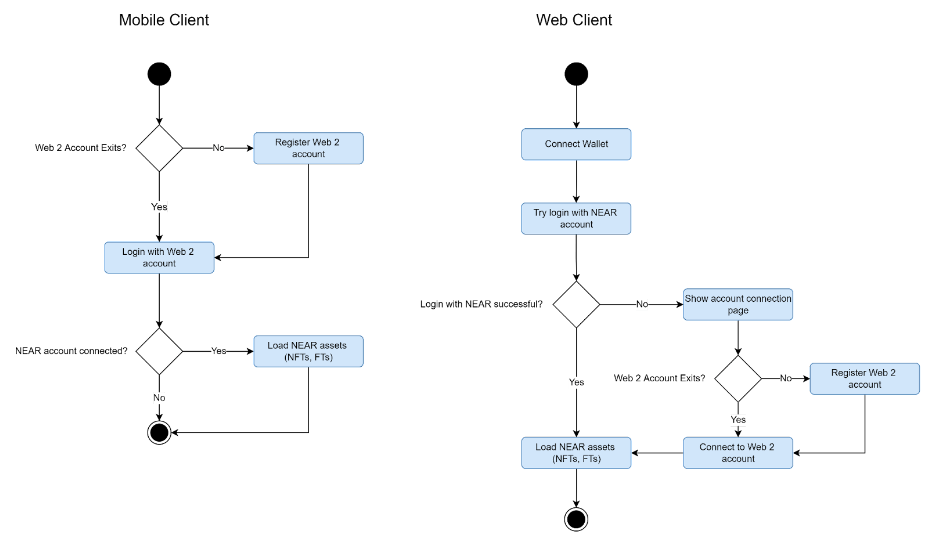 Mobile Client
Web 2 Account Exits?
No
Register Web 2
account
Yes
Login with Web 2
account
NEAR account connected?
Yes
Load NEAR assets
(NFTs, FTs)
No
Web Client
Connect Wallet
Try login with NEAR
account
Login with NEAR successful?
No
Show account connection
page
Web 2 Account Exits?
No
Register Web 2
account
Yes
Yes
Connect to Web 2
account
Load NEAR assets
(NFTs, FTs)